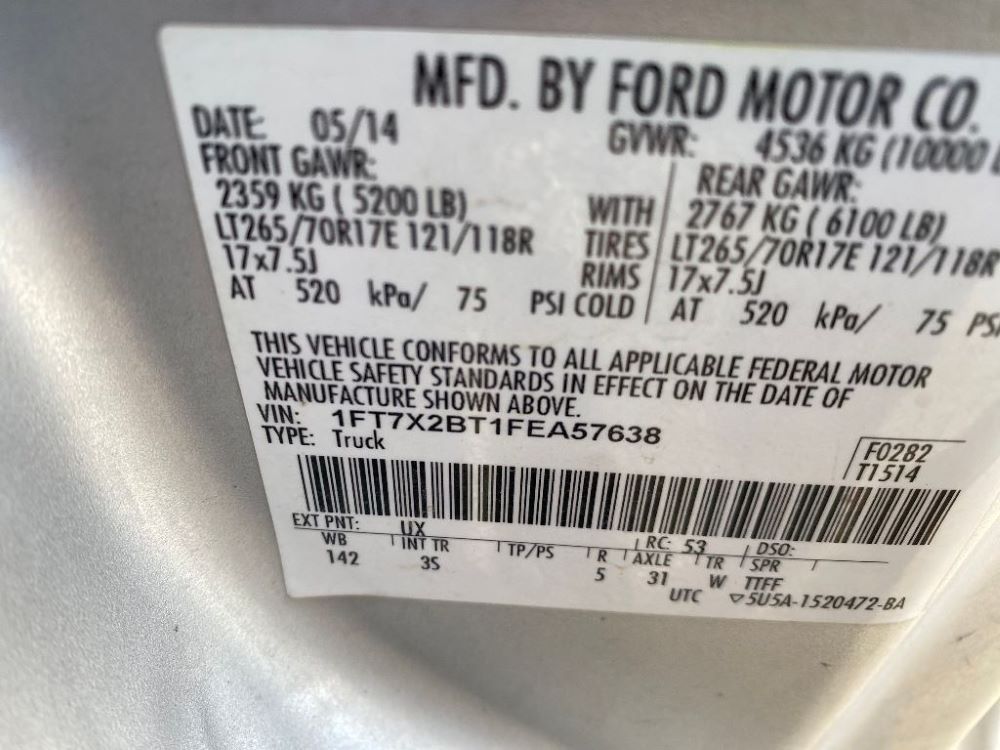 MFD. BY FORD MOTOR CO.
DATE: 05/14 GVWR: 4536 KG (10000
FRONT GAWR: REAR GAWR:
2359 KG ( 5200 LB) WITH 2767 KG ( 6100 LB)
LT265/70R17E 121/118R TIRES LT265/70R17E 121/118R
17x7.5J RIMS 17x7.5J
AT 520 kPa/ 75 PSI COLD AT 520 kPa/ 75 PSI
THIS VEHICLE CONFORMS TO ALL APPLICABLE FEDERAL MOTOR
VEHICLE SAFETY STANDARDS IN EFFECT ON THE DATE OF
MANUFACTURE SHOWN ABOVE.
VIN: 1FT7X2BT1FEA57638
TYPE: Truck
F0282
T1514
EXT PNT: UX RC: 53 DSO:
WB INT TR TP/PS R AXLE TR SPR
142 3S 5 31 W TTFF
UTC ▽5U5A-1520472-BA